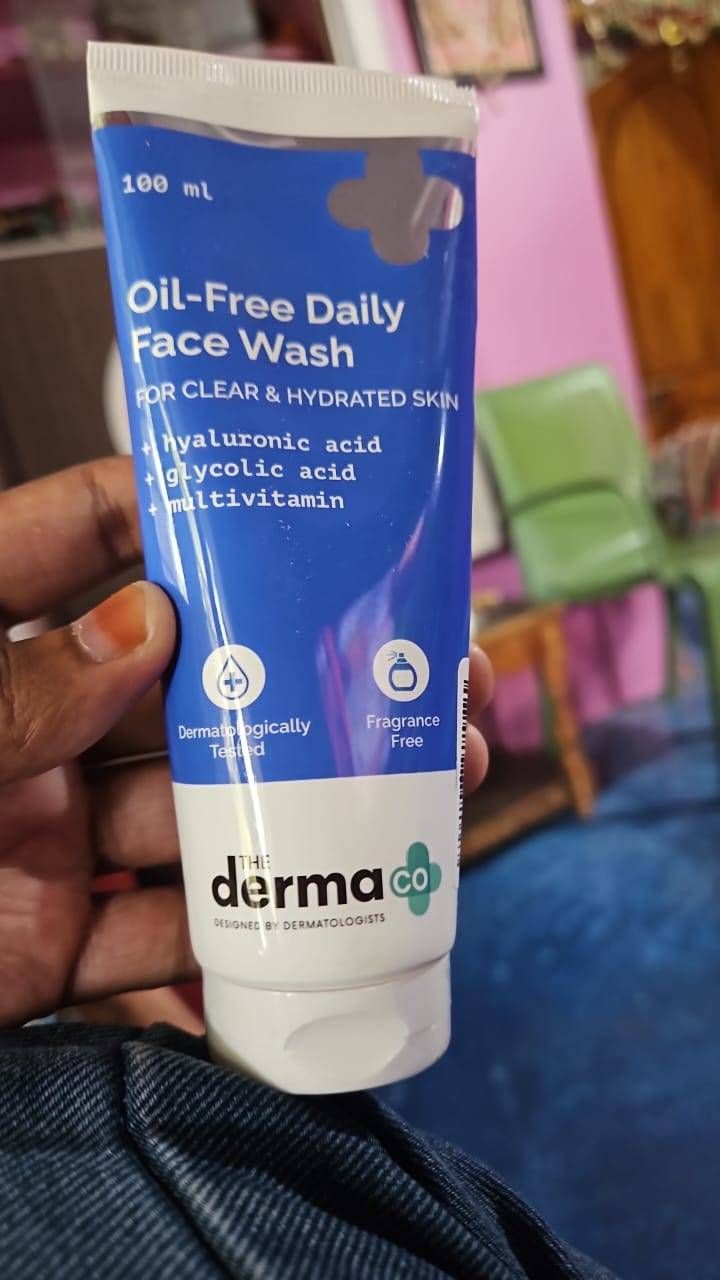 100 ml
Oil-Free Daily
Face Wash
FOR CLEAR & HYDRATED SKIN
+ hyaluronic acid
+ glycolic acid
+ multivitamin
Dermatologically
Tested
Fragrance
Free
THE
derma co
DESIGNED BY DERMATOLOGISTS